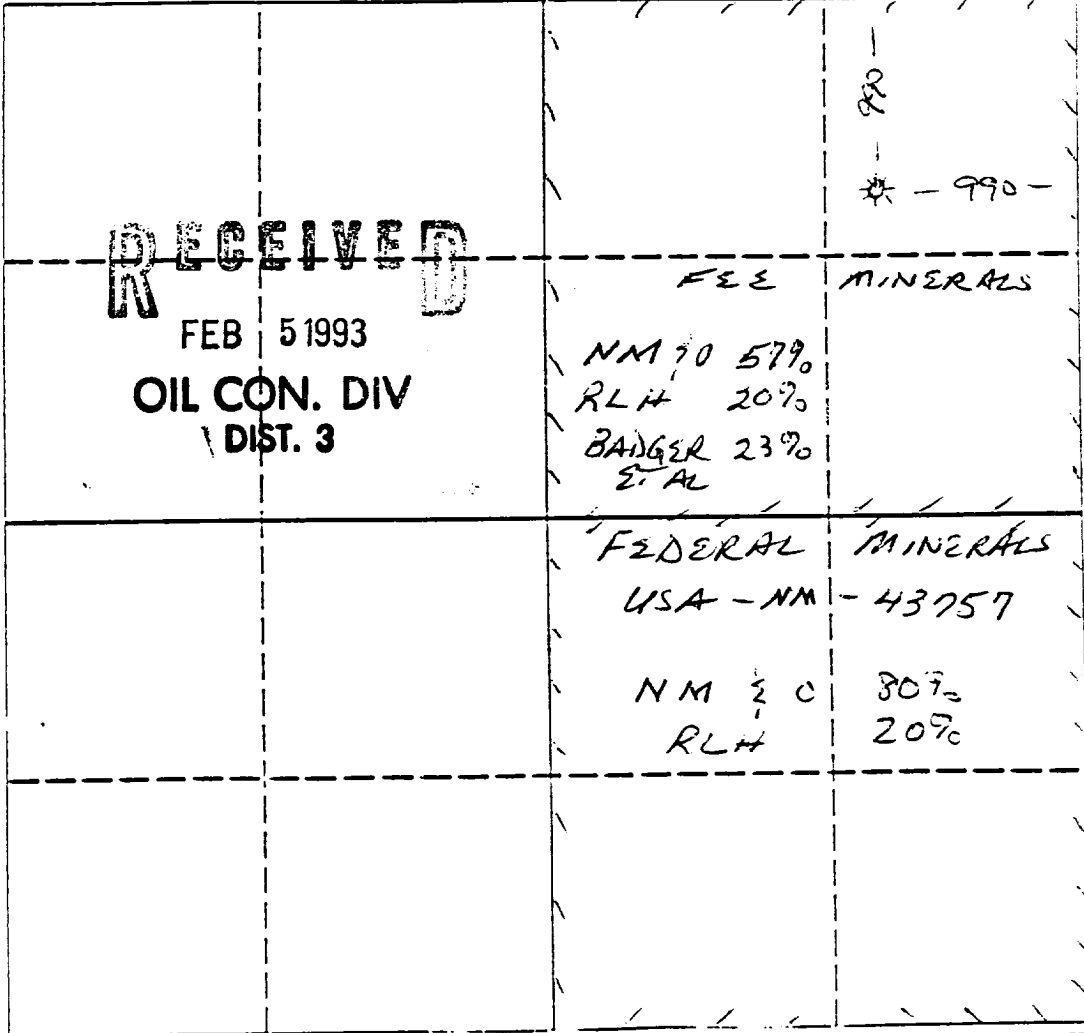 990
- 990 -
RECEIVED
FEB 5 1993
OIL CON. DIV
DIST. 3
FEE MINERALS
NM &O 57%
RLH 20%
BADGER 23%
ET AL
FEDERAL MINERALS
USA - NM - 43757
NM & O 80%
RLH 20%